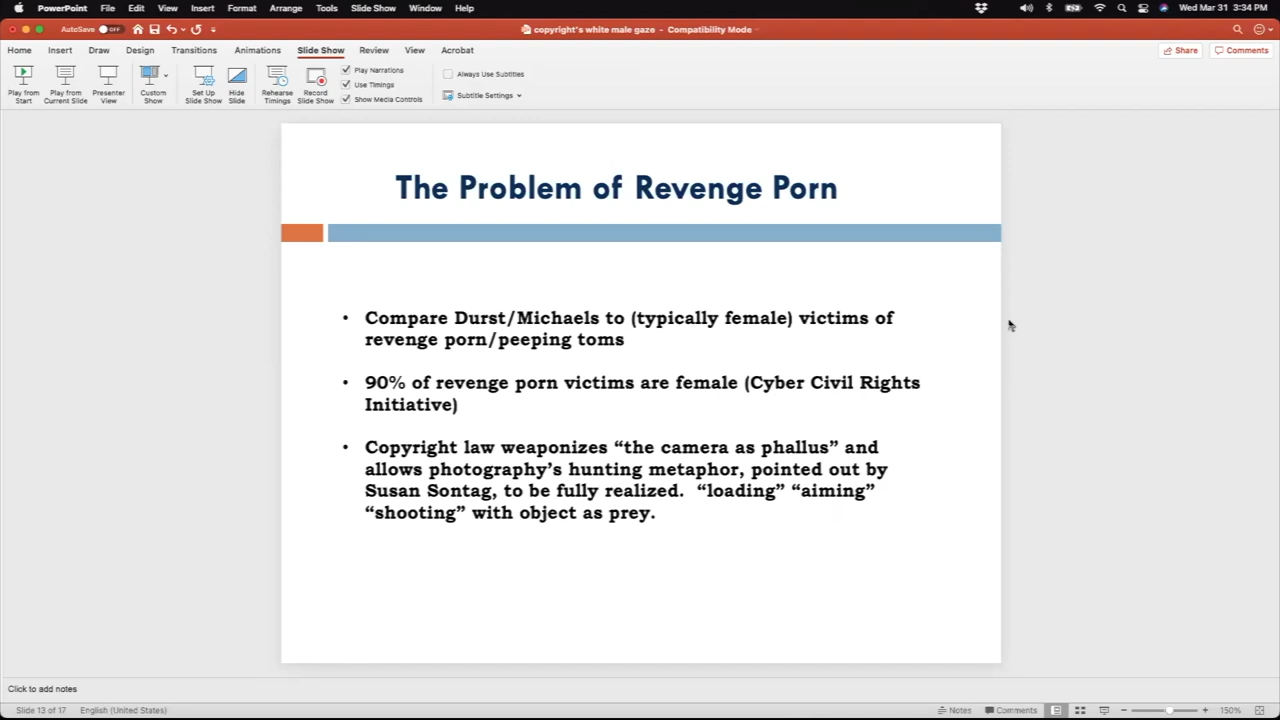 PowerPoint File Edit View Insert Format Arrange Tools Slide Show Window Help Wed Mar 31 3:34 PM
AutoSave OFF copyright's white male gaze - Compatibility Mode
Home Insert Draw Design Transitions Animations Slide Show Review View Acrobat Share Comments
Play from Start
Play from Current Slide
Presenter View
Custom Show
Set Up Slide Show
Hide Slide
Rehearse Timings
Record Slide Show
Play Narrations
Use Timings
Show Media Controls
Always Use Subtitles
Subtitle Settings
The Problem of Revenge Porn
• Compare Durst/Michaels to (typically female) victims of
revenge porn/peeping toms
• 90% of revenge porn victims are female (Cyber Civil Rights
Initiative)
• Copyright law weaponizes “the camera as phallus” and
allows photography’s hunting metaphor, pointed out by
Susan Sontag, to be fully realized. “loading” “aiming”
“shooting” with object as prey.
Click to add notes
Slide 13 of 17 English (United States) Notes Comments 150%